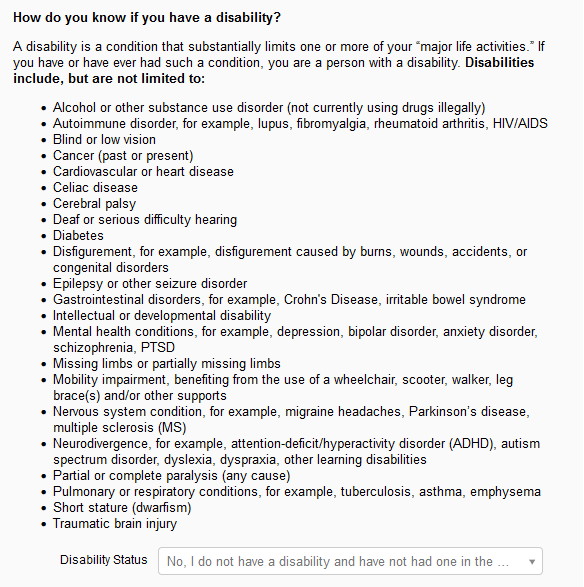 How do you know if you have a disability?
A disability is a condition that substantially limits one or more of your “major life activities.” If
you have or have ever had such a condition, you are a person with a disability. Disabilities
include, but are not limited to:
• Alcohol or other substance use disorder (not currently using drugs illegally)
• Autoimmune disorder, for example, lupus, fibromyalgia, rheumatoid arthritis, HIV/AIDS
• Blind or low vision
• Cancer (past or present)
• Cardiovascular or heart disease
• Celiac disease
• Cerebral palsy
• Deaf or serious difficulty hearing
• Diabetes
• Disfigurement, for example, disfigurement caused by burns, wounds, accidents, or
congenital disorders
• Epilepsy or other seizure disorder
• Gastrointestinal disorders, for example, Crohn's Disease, irritable bowel syndrome
• Intellectual or developmental disability
• Mental health conditions, for example, depression, bipolar disorder, anxiety disorder,
schizophrenia, PTSD
• Missing limbs or partially missing limbs
• Mobility impairment, benefiting from the use of a wheelchair, scooter, walker, leg
brace(s) and/or other supports
• Nervous system condition, for example, migraine headaches, Parkinson’s disease,
multiple sclerosis (MS)
• Neurodivergence, for example, attention-deficit/hyperactivity disorder (ADHD), autism
spectrum disorder, dyslexia, dyspraxia, other learning disabilities
• Partial or complete paralysis (any cause)
• Pulmonary or respiratory conditions, for example, tuberculosis, asthma, emphysema
• Short stature (dwarfism)
• Traumatic brain injury
Disability Status No, I do not have a disability and have not had one in the ...